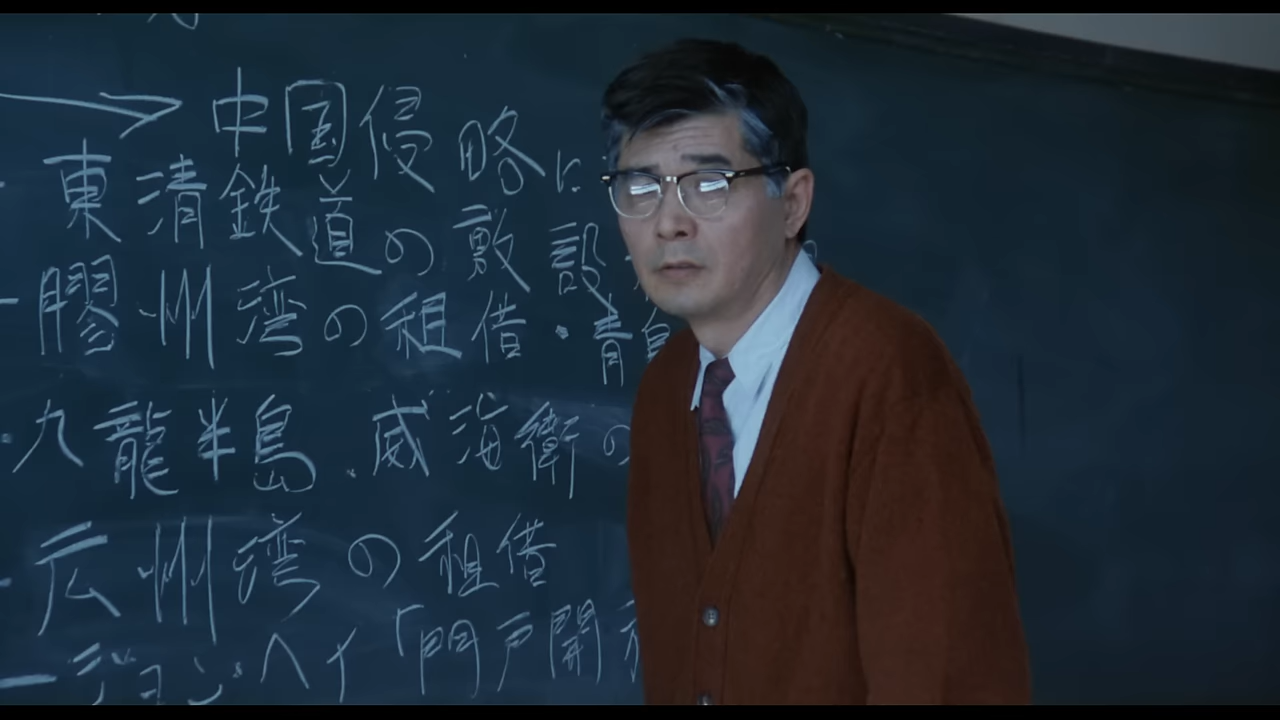 →中国侵略に
東清鉄道の敷設
膠州湾の租借・青島
・九龍半島・威海衛の
広州湾の租借
ージョン・ヘイ「門戸開